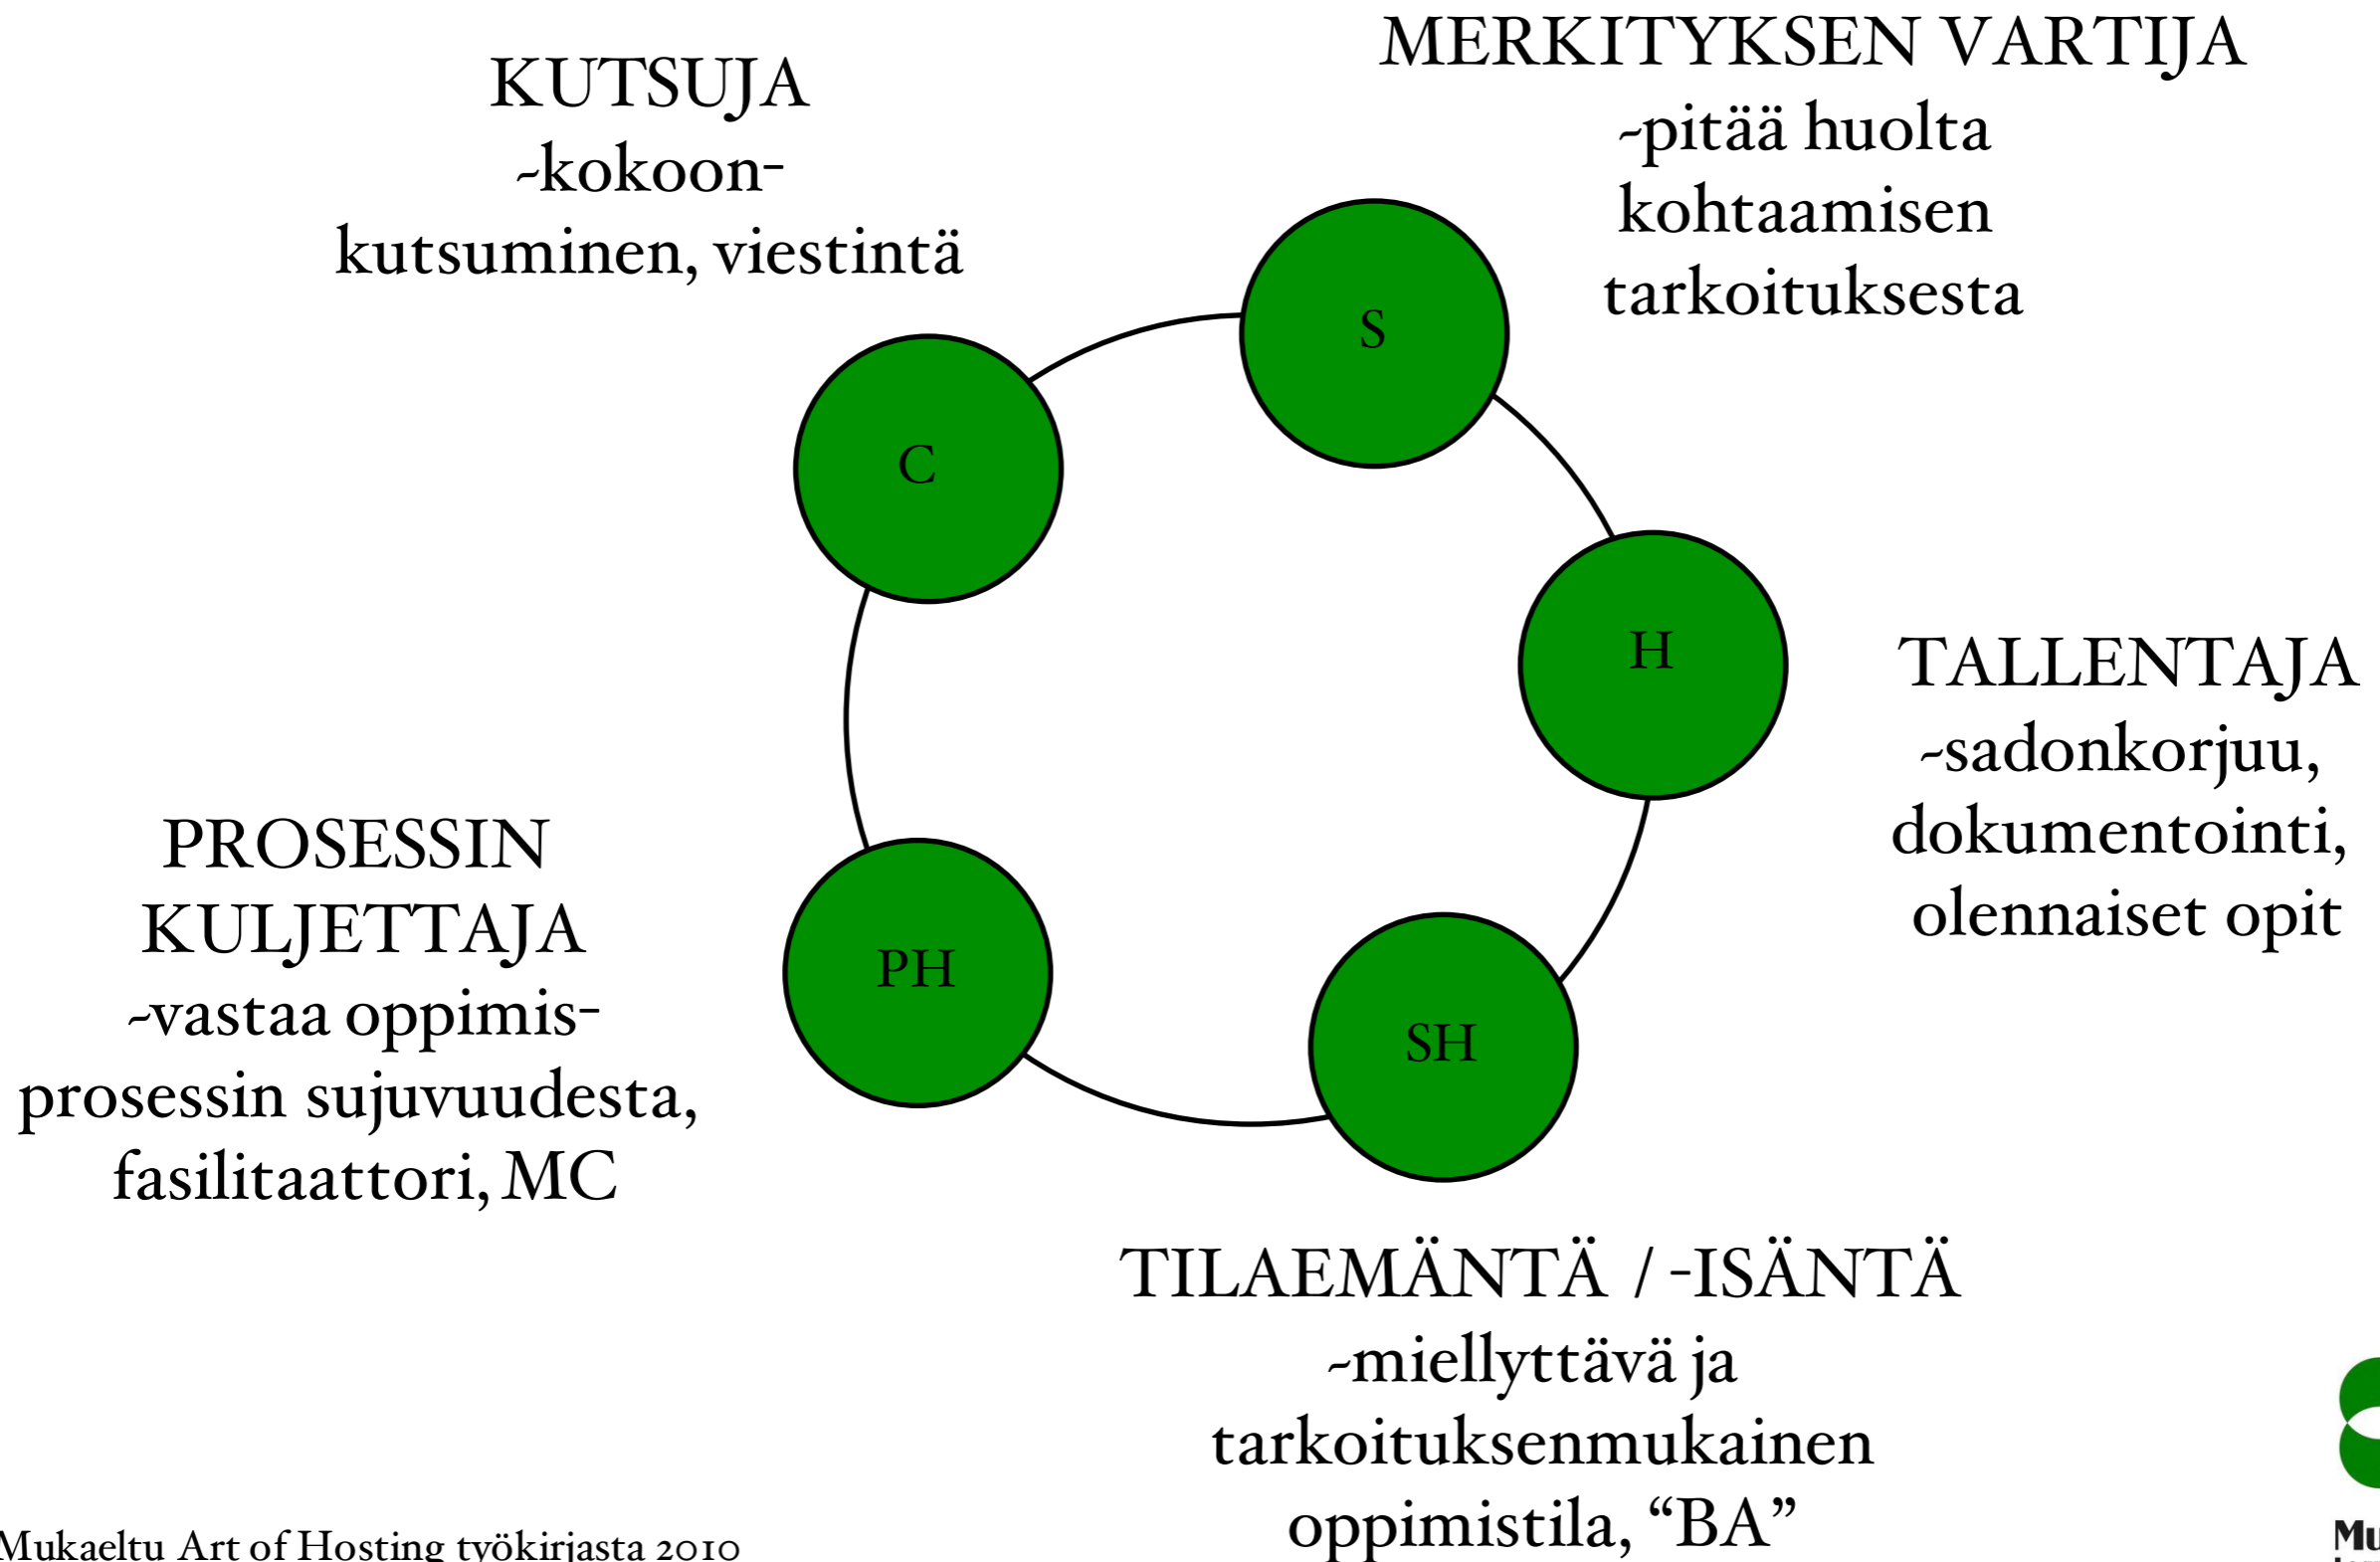 KUTSUJA
-kokoon-
kutsuminen, viestintä
MERKITYKSEN VARTIJA
-pitää huolta
kohtaamisen
tarkoituksesta
S
C
H
TALLENTAJA
-sadonkorjuu,
dokumentointi,
olennaiset opit
PROSESSIN
KULJETTAJA
-vastaa oppimis-
prosessin sujuvuudesta,
fasilitaattori, MC
PH
SH
TILAEMÄNTÄ / -ISÄNTÄ
-miellyttävä ja
tarkoituksenmukainen
oppimistila, “BA”
Mukaeltu Art of Hosting työkirjasta 2010